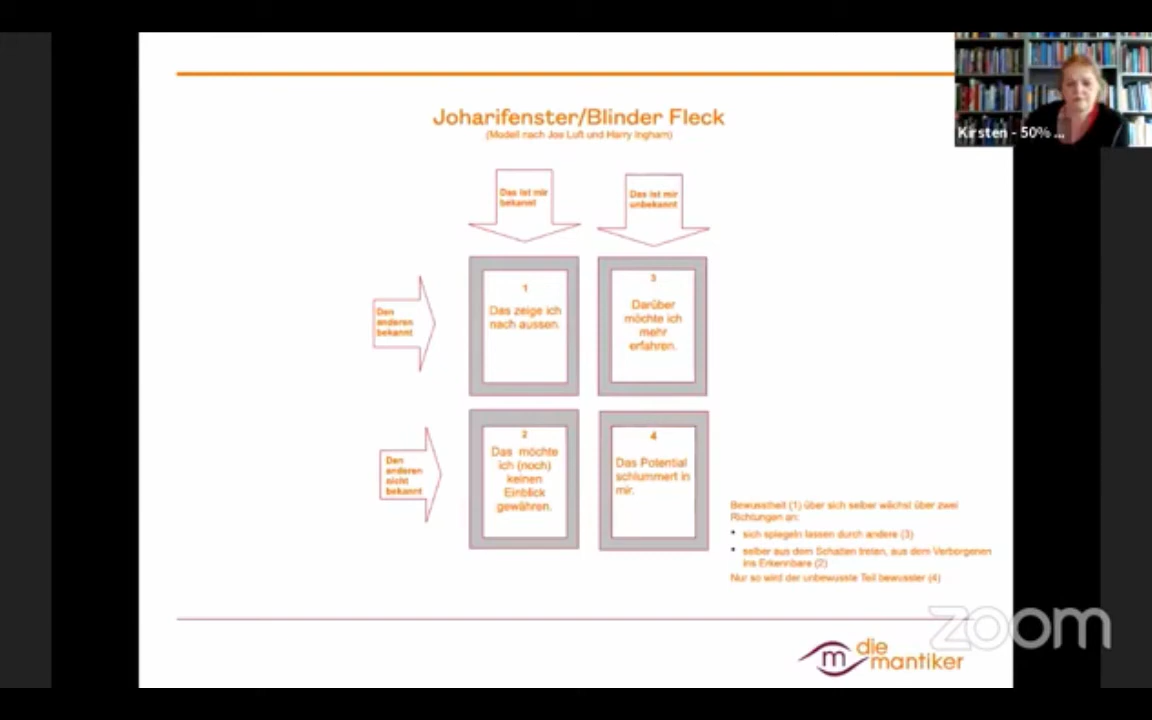 Kirsten - 50% ...
Joharifenster/Blinder Fleck
(Modell nach Joe Luft und Harry Ingham)
Das ist mir
bekannt
Das ist mir
unbekannt
Den
anderen
bekannt
1
Das zeige ich
nach aussen.
3
Darüber
möchte ich
mehr
erfahren.
Den
anderen
nicht
bekannt
2
Das möchte
ich (noch)
keinen
Einblick
gewähren.
4
Das Potential
schlummert in
mir.
Bewusstheit (1) über sich selber wächst über zwei
Richtungen an:
• sich spiegeln lassen durch andere (3)
• selber aus dem Schatten treten, aus dem Verborgenen
ins Erkennbare (2)
Nur so wird der unbewusste Teil bewusster (4)
zoom
m die
mantiker